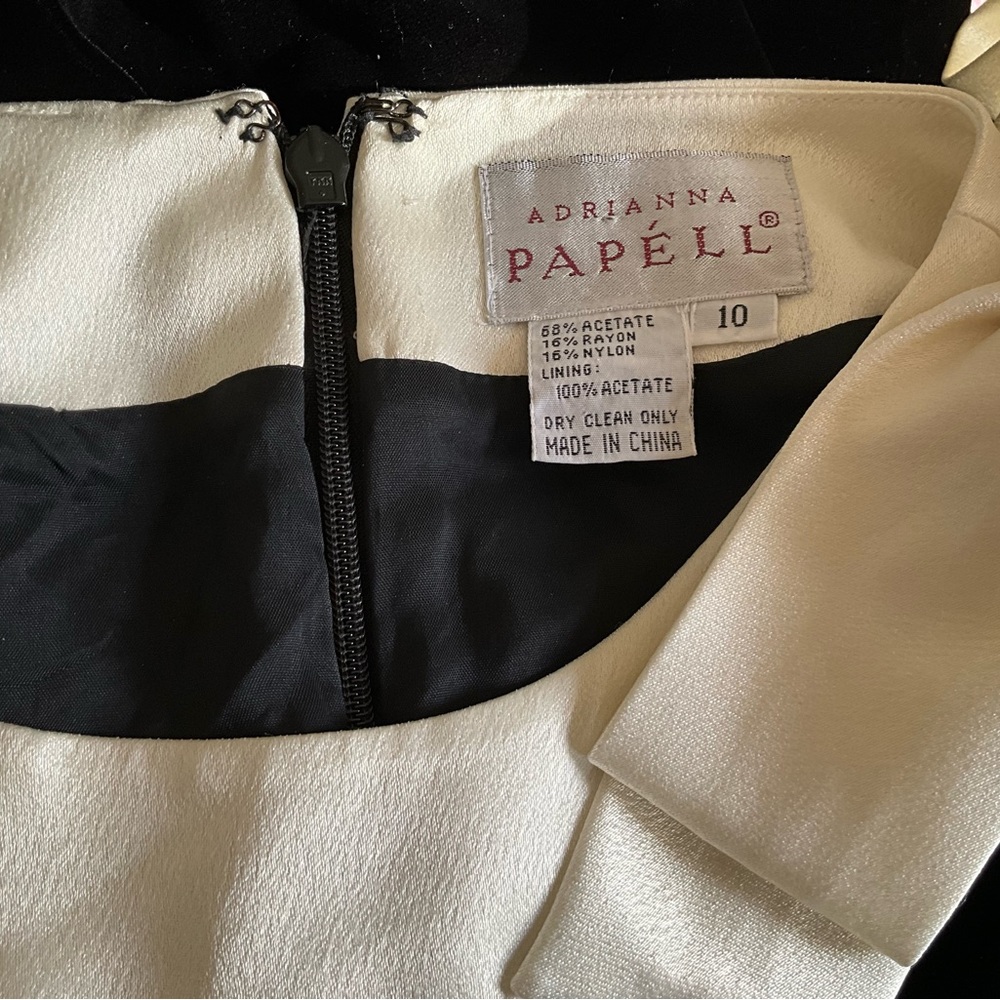 ADRIANNA
PAPÉLL®
10
68% ACETATE
16% RAYON
16% NYLON
LINING:
100% ACETATE
DRY CLEAN ONLY
MADE IN CHINA